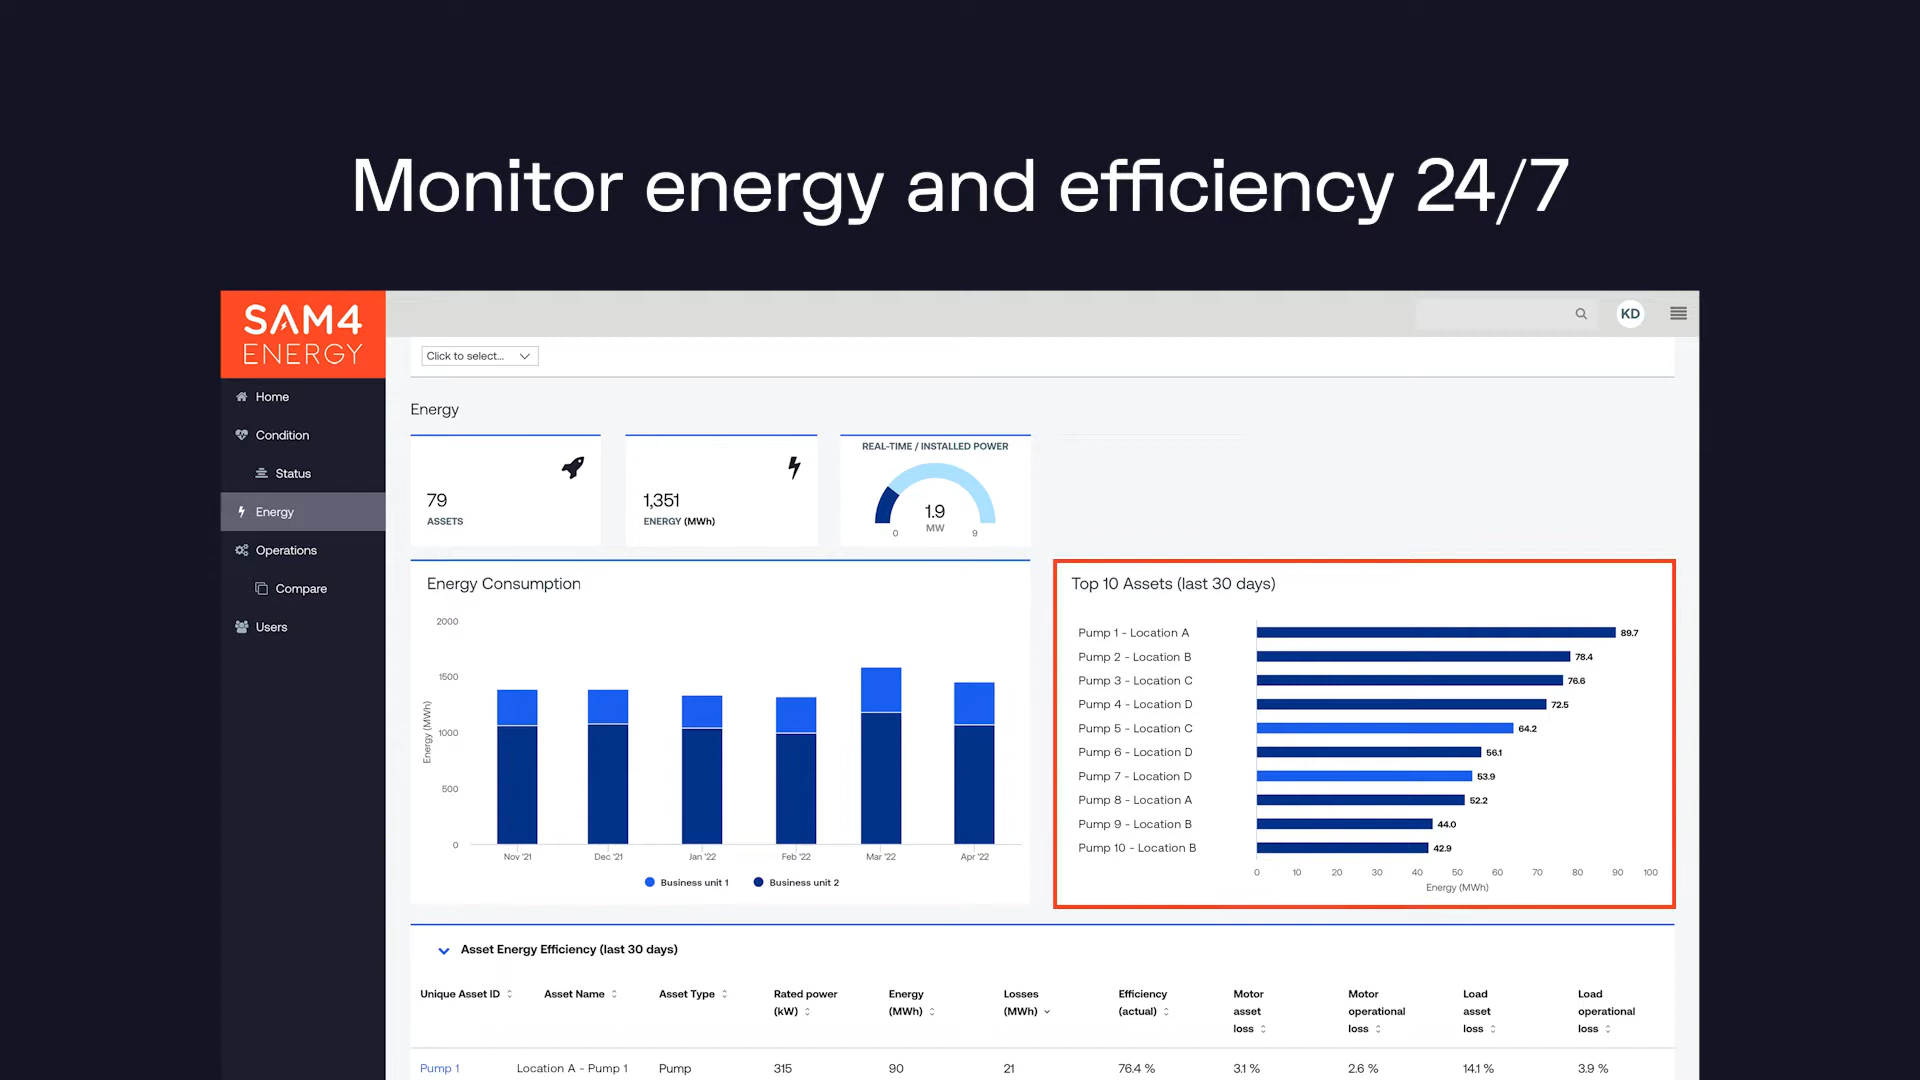 Monitor energy and efficiency 24/7
SAM4
ENERGY
KD
Click to select...
Home
Condition
Status
Energy
Operations
Compare
Users
Energy
79
ASSETS
1,351
ENERGY (MWh)
REAL-TIME / INSTALLED POWER
1.9
MW
0 9
Energy Consumption
2000
1500
1000
500
0
Energy (MWh)
Nov '21 Dec '21 Jan '22 Feb '22 Mar '22 Apr '22
Business unit 1 Business unit 2
Top 10 Assets (last 30 days)
Pump 1 - Location A 89.7
Pump 2 - Location B 78.4
Pump 3 - Location C 76.6
Pump 4 - Location D 72.5
Pump 5 - Location C 64.2
Pump 6 - Location D 56.1
Pump 7 - Location D 53.9
Pump 8 - Location A 52.2
Pump 9 - Location B 44.0
Pump 10 - Location B 42.9
0 10 20 30 40 50 60 70 80 90 100
Energy (MWh)
Asset Energy Efficiency (last 30 days)
Unique Asset ID Asset Name Asset Type Rated power (kW) Energy (MWh) Losses (MWh) Efficiency (actual) Motor asset loss Motor operational loss Load asset loss Load operational loss
Pump 1 Location A - Pump 1 Pump 315 90 21 76.4 % 3.1 % 2.6 % 14.1 % 3.9 %